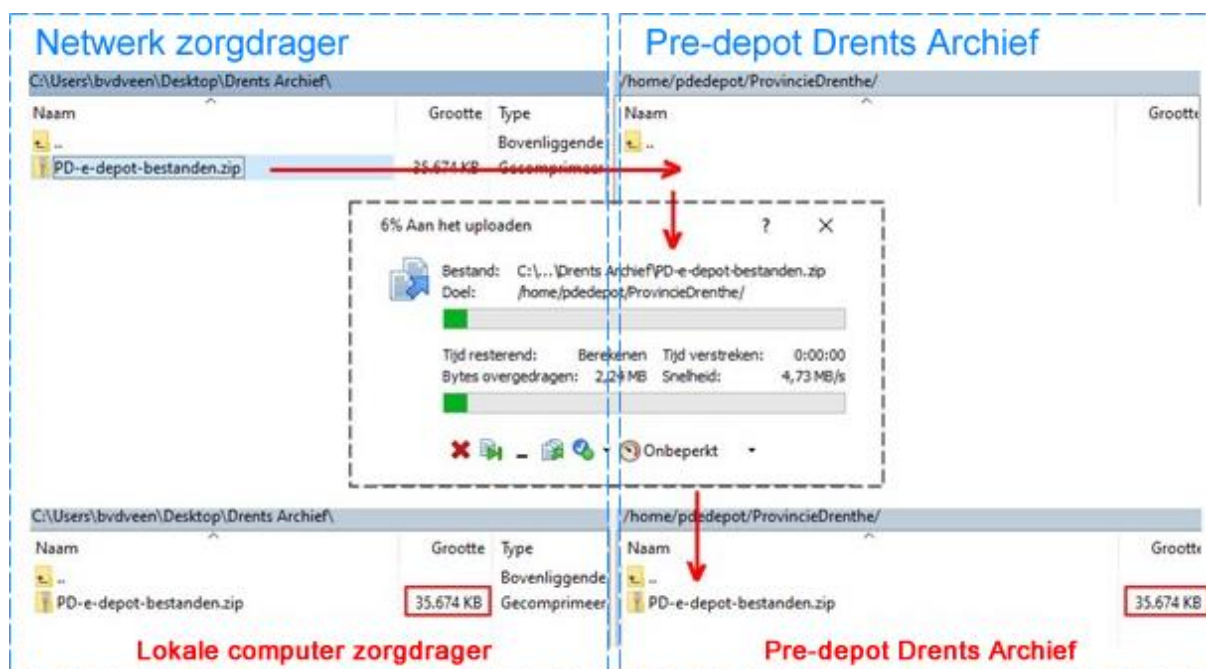 Netwerk zorgdrager
Pre-depot Drents Archief
C:\Users\bvdveen\Desktop\Drents Archief\
/home/pdedepot/ProvincieDrenthe/
Naam Grootte Type
Naam Grootte
.. Bovenliggende
..
PD-e-depot-bestanden.zip 35.674 KB Gecomprimeer
6% Aan het uploaden ?
Bestand: C:\...\Drents Archief\PD-e-depot-bestanden.zip
Doel: /home/pdedepot/ProvincieDrenthe/
Tijd resterend: Berekenen Tijd verstreken: 0:00:00
Bytes overgedragen: 2,24 MB Snelheid: 4,73 MB/s
Onbeperkt
C:\Users\bvdveen\Desktop\Drents Archief\
/home/pdedepot/ProvincieDrenthe/
Naam Grootte Type
Naam Grootte
.. Bovenliggende
..
PD-e-depot-bestanden.zip 35.674 KB Gecomprimeer
PD-e-depot-bestanden.zip 35.674 KB
Lokale computer zorgdrager
Pre-depot Drents Archief